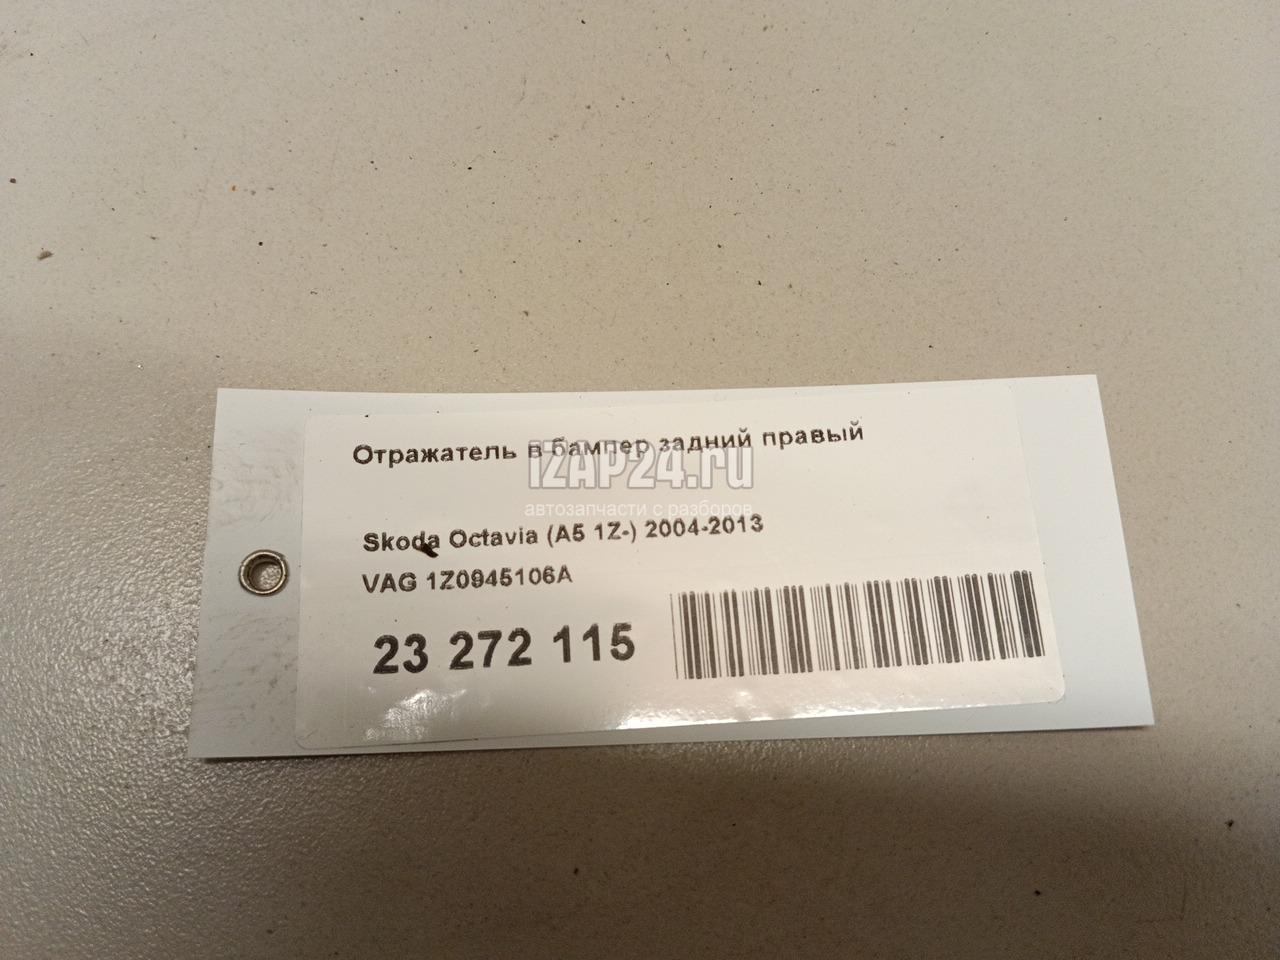 Отражатель в бампер задний правый
iZAP24.ru
автозапчасти с разборов
Skoda Octavia (A5 1Z-) 2004-2013
VAG 1Z0945106A
23 272 115